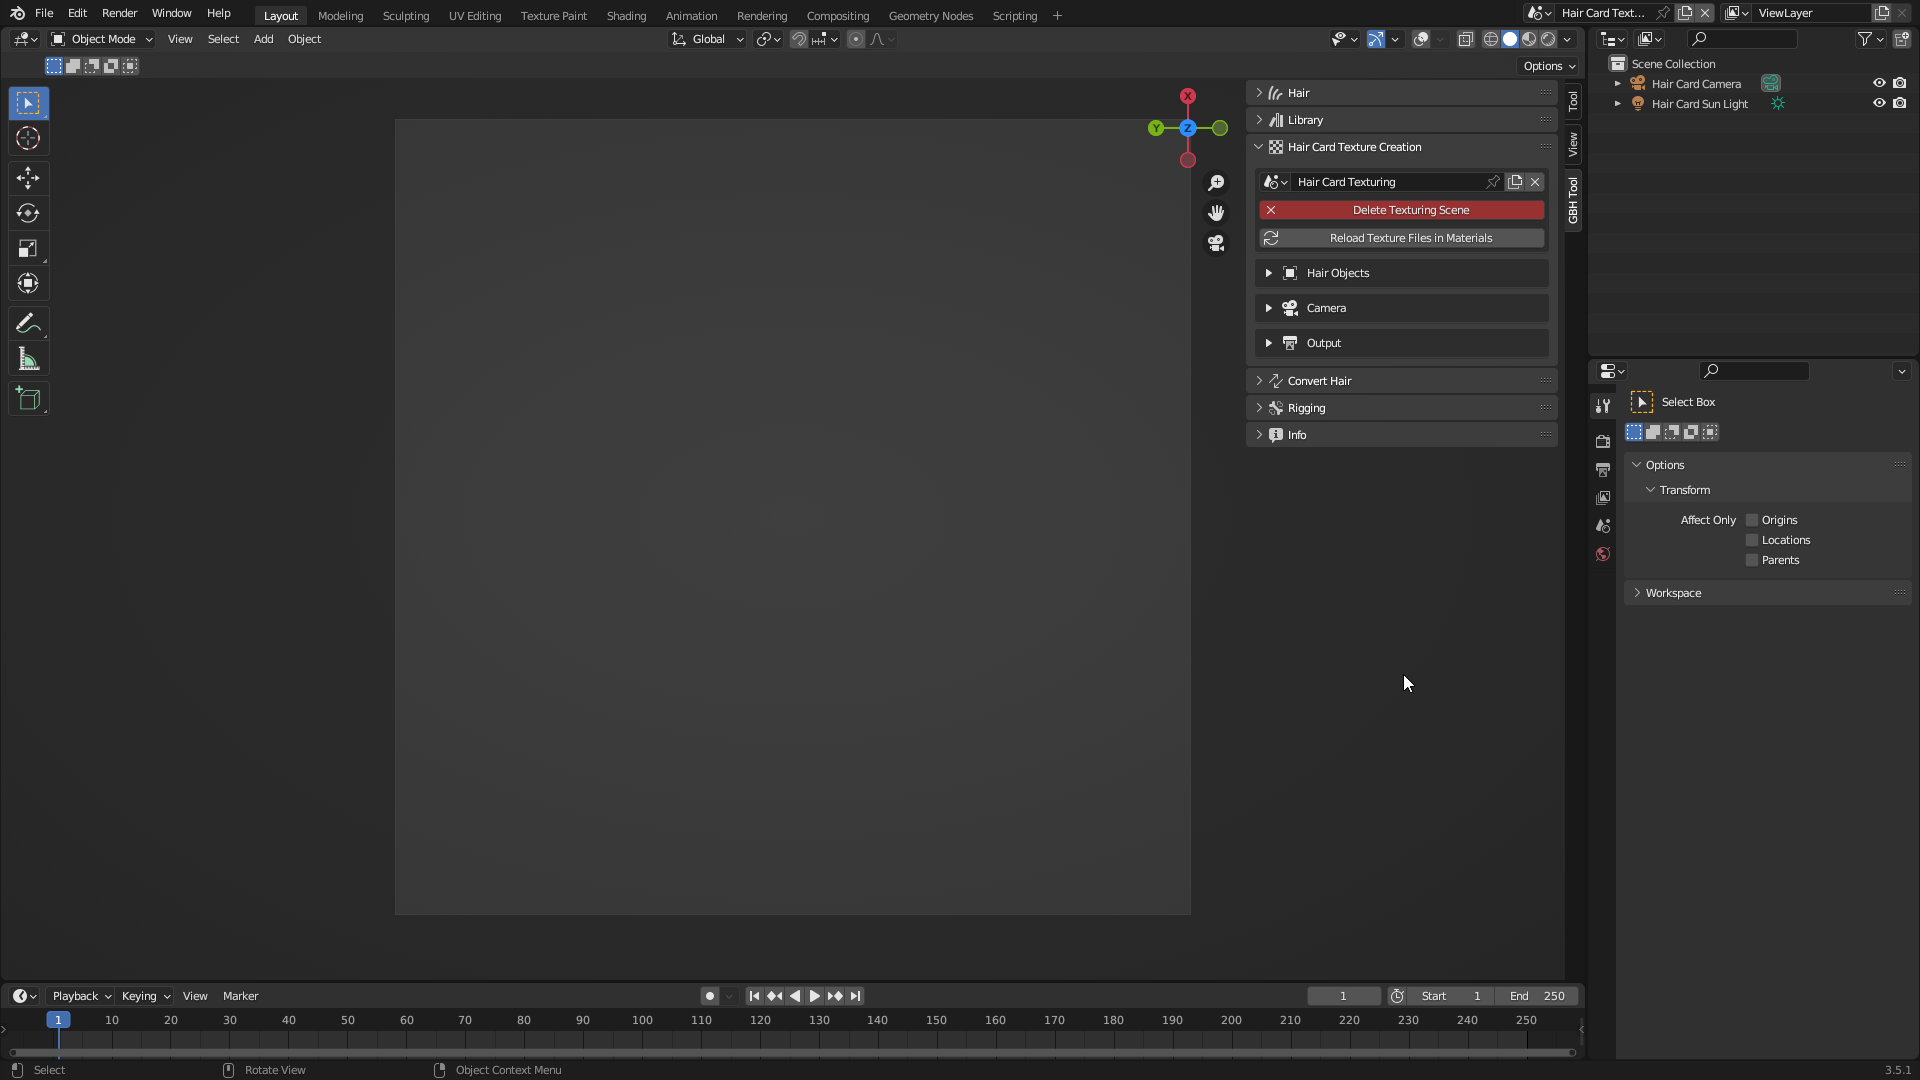 File Edit Render Window Help Layout Modeling Sculpting UV Editing Texture Paint Shading Animation Rendering Compositing Geometry Nodes Scripting + Hair Card Text... ViewLayer
Object Mode View Select Add Object Global
Options
X
Y Z
Hair
Library
Hair Card Texture Creation
Hair Card Texturing
Delete Texturing Scene
Reload Texture Files in Materials
Hair Objects
Camera
Output
Convert Hair
Rigging
Info
Tool
View
GBH Tool
Scene Collection
Hair Card Camera
Hair Card Sun Light
Select Box
Options
Transform
Affect Only Origins
Locations
Parents
Workspace
Playback Keying View Marker 1 Start 1 End 250
1 10 20 30 40 50 60 70 80 90 100 110 120 130 140 150 160 170 180 190 200 210 220 230 240 250
Select Rotate View Object Context Menu 3.5.1